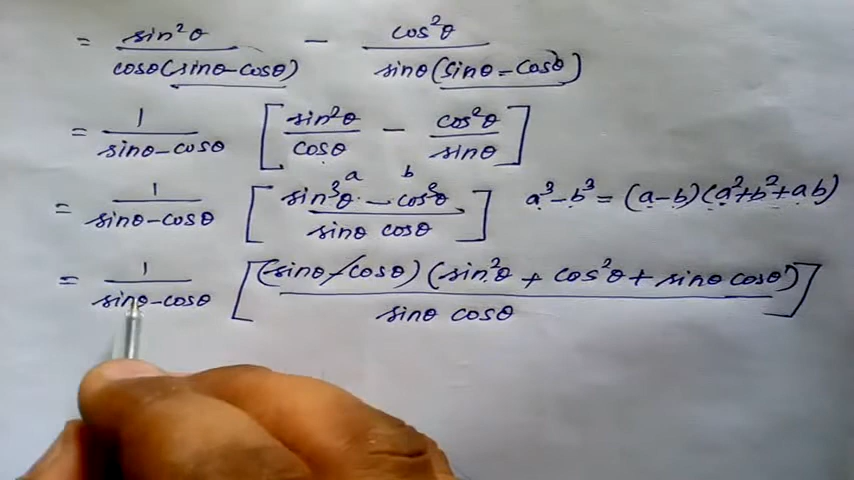 = sin²θ / cosθ(sinθ-cosθ) - cos²θ / sinθ(sinθ-cosθ)
= 1 / sinθ-cosθ [ sin²θ / cosθ - cos²θ / sinθ ]
a b
= 1 / sinθ-cosθ [ sin³θ - cos³θ / sinθ cosθ ] a³-b³ = (a-b)(a²+b²+ab)
= 1 / sinθ-cosθ [ (sinθ-cosθ)(sin²θ + cos²θ + sinθ cosθ) / sinθ cosθ ]